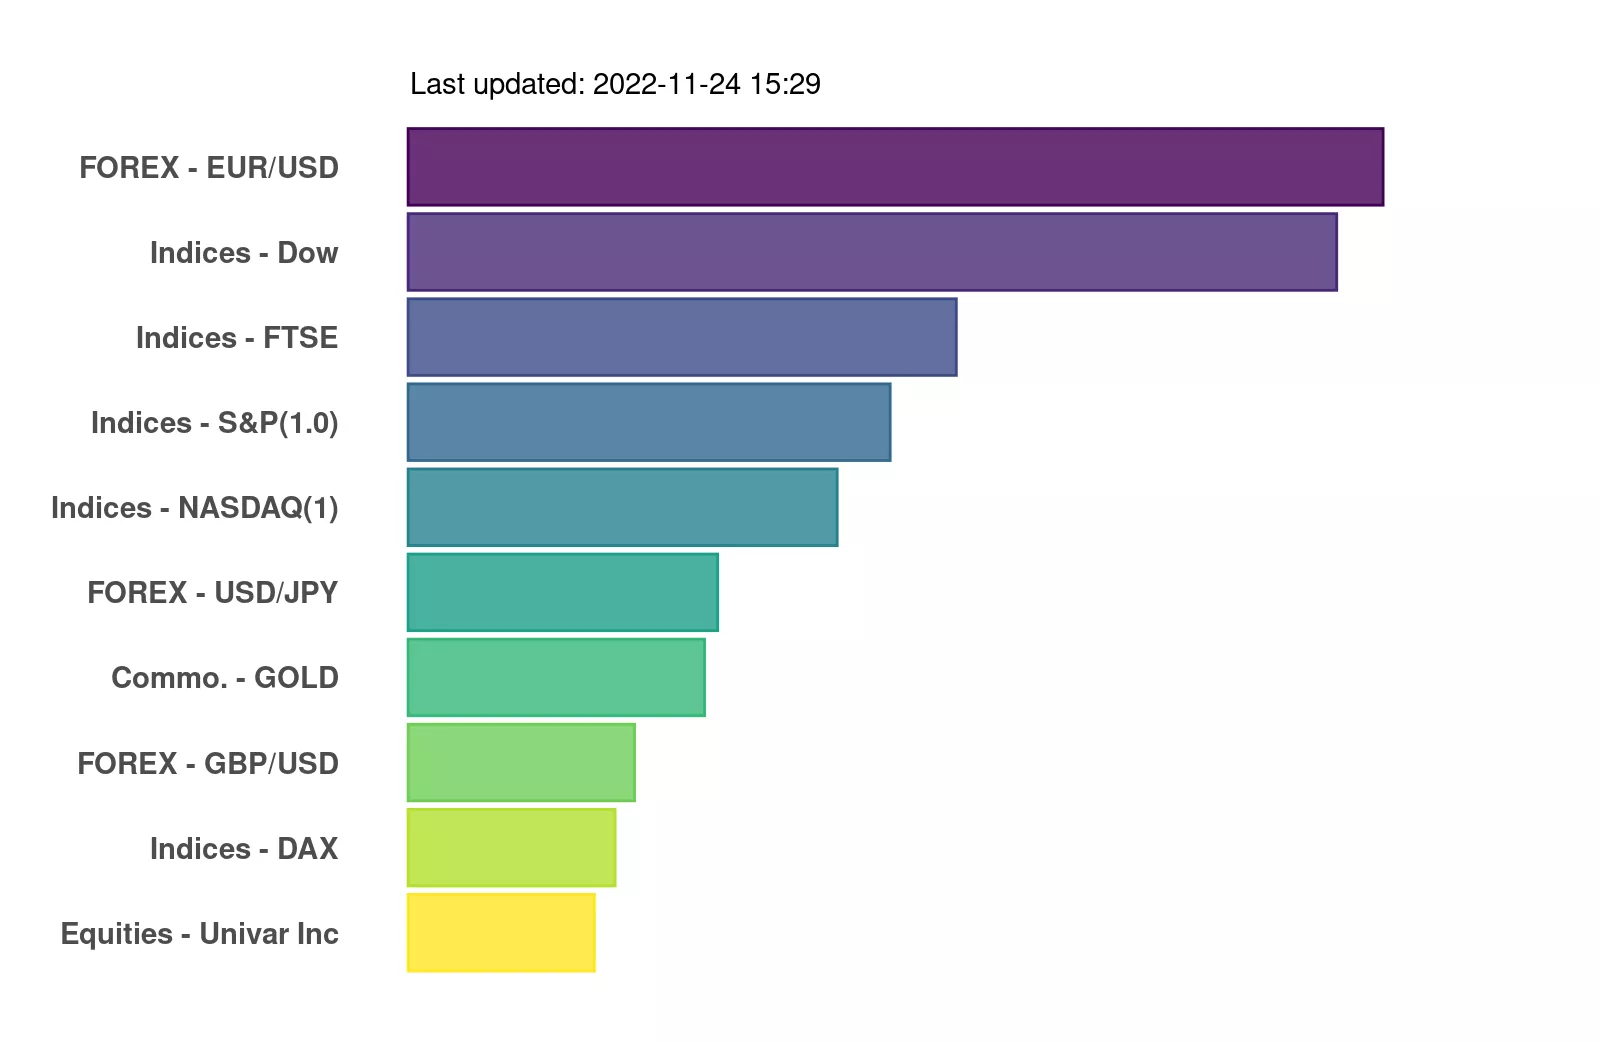 Last updated: 2022-11-24 15:29
FOREX - EUR/USD
Indices - Dow
Indices - FTSE
Indices - S&P(1.0)
Indices - NASDAQ(1)
FOREX - USD/JPY
Commo. - GOLD
FOREX - GBP/USD
Indices - DAX
Equities - Univar Inc